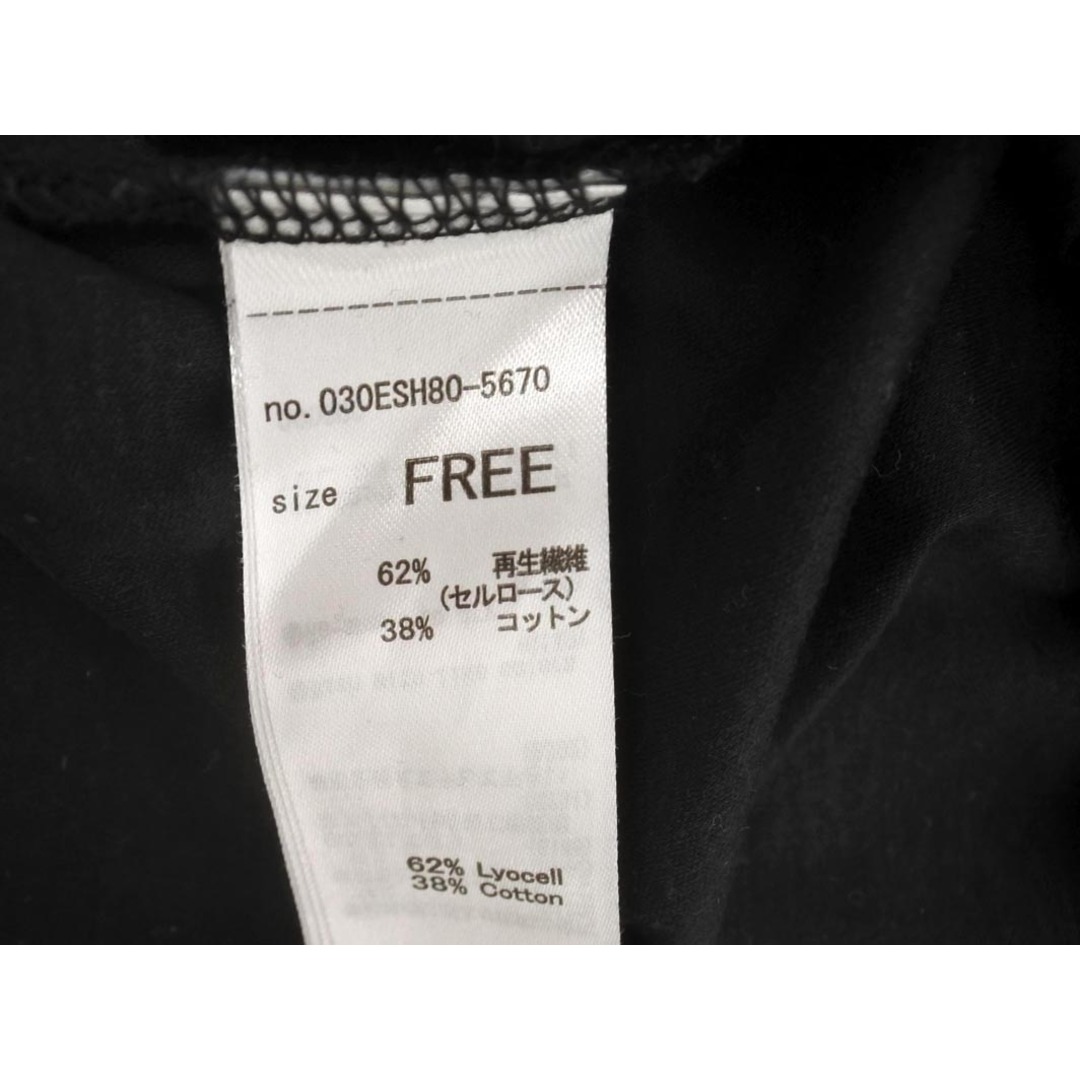 no. 030ESH80-5670
size FREE
62% 再生繊維
(セルロース)
38% コットン
62% Lyocell
38% Cotton